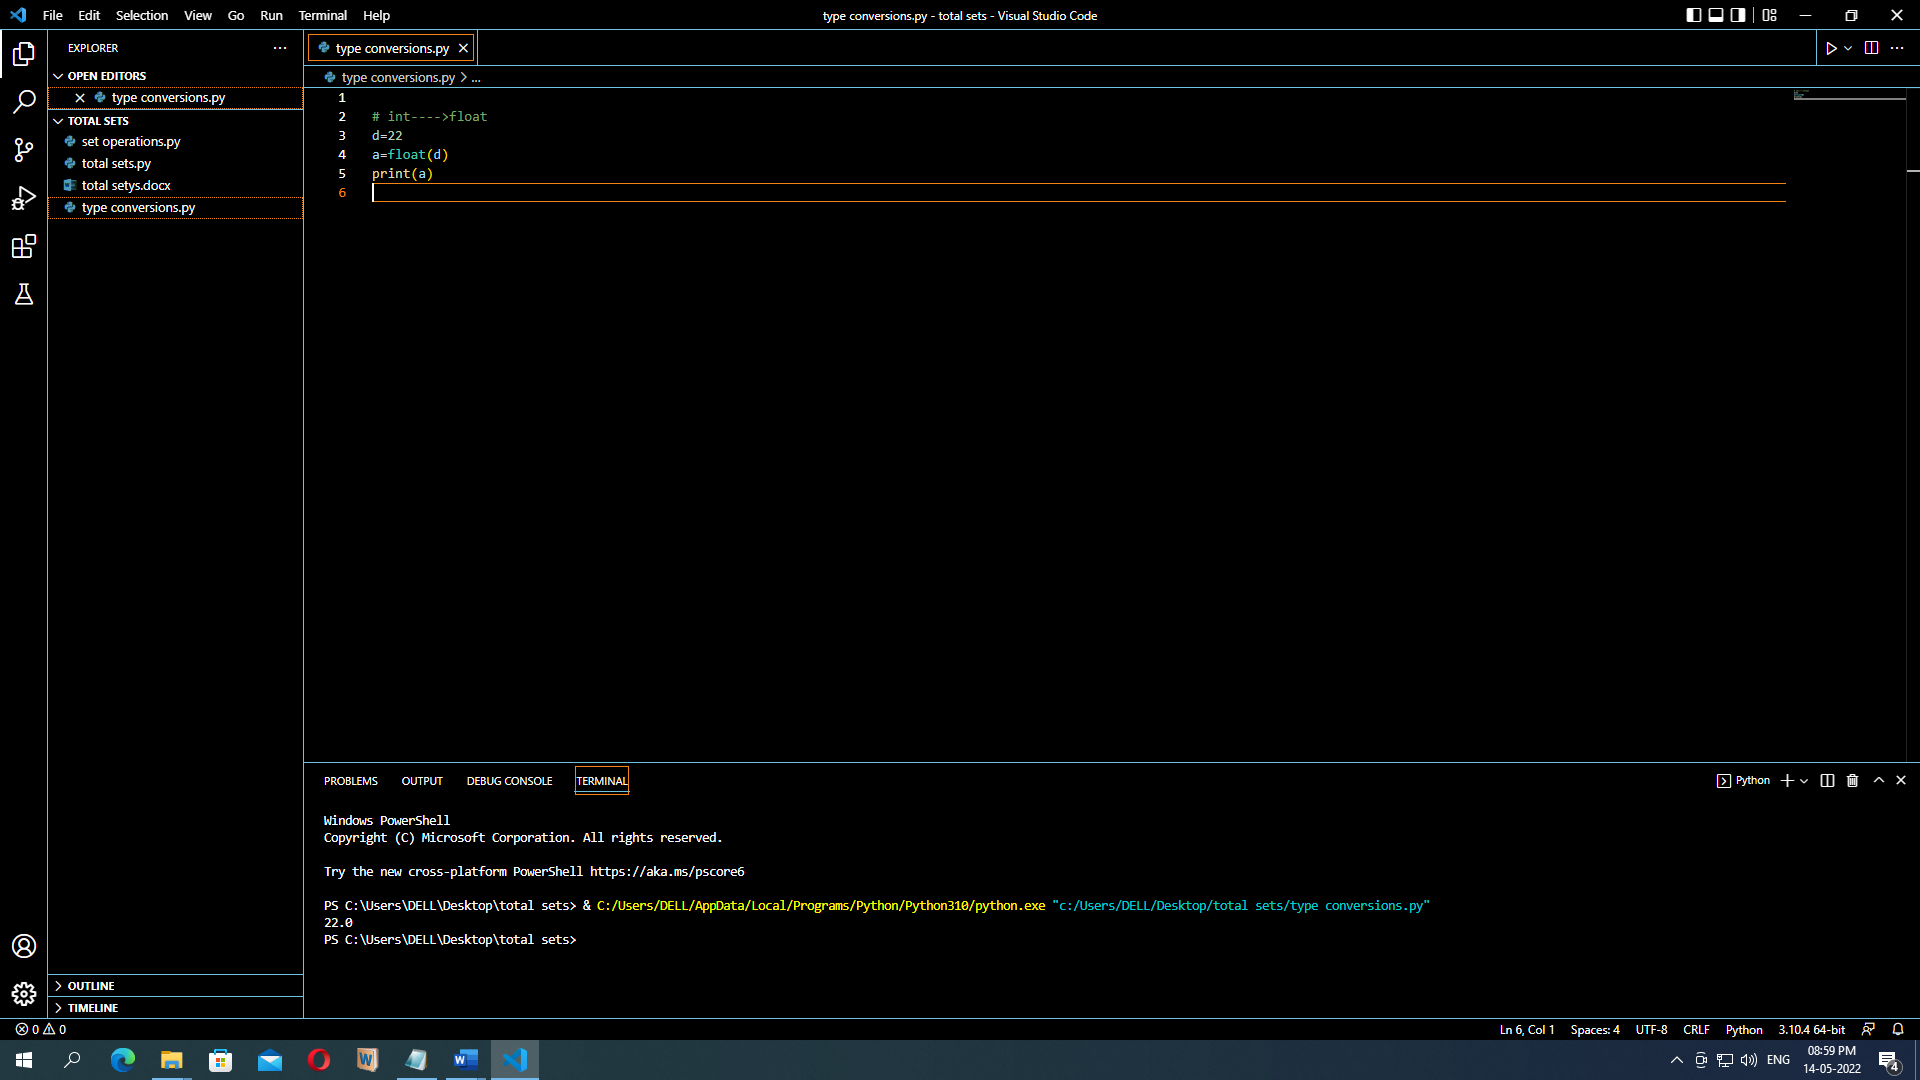 File Edit Selection View Go Run Terminal Help
type conversions.py - total sets - Visual Studio Code
EXPLORER
OPEN EDITORS
type conversions.py
TOTAL SETS
set operations.py
total sets.py
total setys.docx
type conversions.py
OUTLINE
TIMELINE
type conversions.py
type conversions.py > ...
1
2 # int---->float
3 d=22
4 a=float(d)
5 print(a)
6
PROBLEMS OUTPUT DEBUG CONSOLE TERMINAL
Python
Windows PowerShell
Copyright (C) Microsoft Corporation. All rights reserved.
Try the new cross-platform PowerShell https://aka.ms/pscore6
PS C:\Users\DELL\Desktop\total sets> & C:/Users/DELL/AppData/Local/Programs/Python/Python310/python.exe "c:/Users/DELL/Desktop/total sets/type conversions.py"
22.0
PS C:\Users\DELL\Desktop\total sets>
0 0
Ln 6, Col 1 Spaces: 4 UTF-8 CRLF Python 3.10.4 64-bit
ENG
08:59 PM
14-05-2022
4